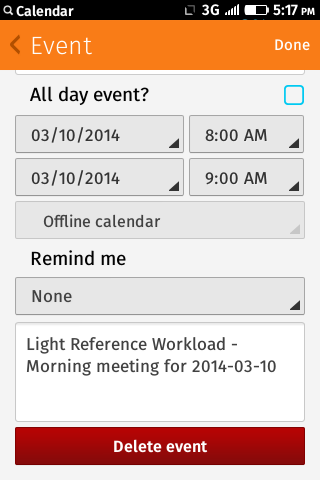 Calendar 3G 5:17 PM
Event Done
All day event?
03/10/2014 8:00 AM
03/10/2014 9:00 AM
Offline calendar
Remind me
None
Light Reference Workload -
Morning meeting for 2014-03-10
Delete event